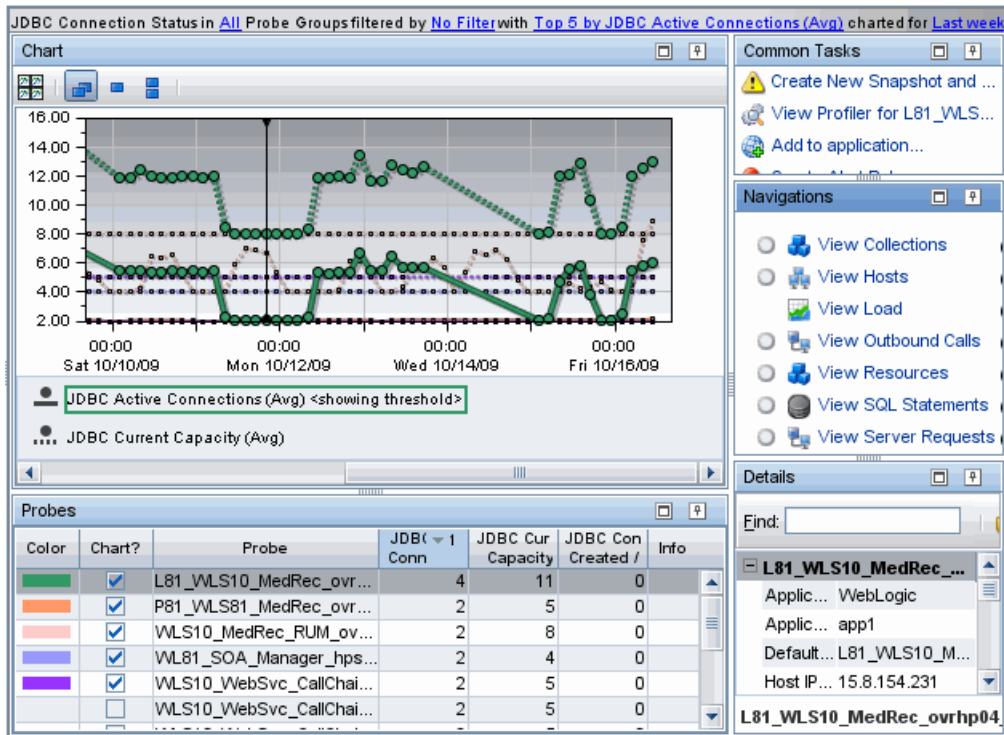 JDBC Connection Status in All Probe Groups filtered by No Filter with Top 5 by JDBC Active Connections (Avg) charted for Last week
Chart
16.00
14.00
12.00
10.00
8.00
6.00
4.00
2.00
00:00 00:00 00:00 00:00
Sat 10/10/09 Mon 10/12/09 Wed 10/14/09 Fri 10/16/09
JDBC Active Connections (Avg) <showing threshold>
JDBC Current Capacity (Avg)
Probes
Color Chart? Probe JDB( 1 Conn JDBC Cur Capacity JDBC Con Created / Info
L81_WLS10_MedRec_ovr... 4 11 0
P81_WLS81_MedRec_ovr... 2 5 0
WLS10_MedRec_RUM_ov... 2 8 0
WL81_SOA_Manager_hps... 2 4 0
WLS10_WebSvc_CallChai... 2 5 0
WLS10_WebSvc_CallChai... 2 5 0
Common Tasks
Create New Snapshot and ...
View Profiler for L81_WLS...
Add to application...
Navigations
View Collections
View Hosts
View Load
View Outbound Calls
View Resources
View SQL Statements
View Server Requests
Details
Find:
L81_WLS10_MedRec_...
Applic... WebLogic
Applic... app1
Default... L81_WLS10_M...
Host IP... 15.8.154.231
L81_WLS10_MedRec_ovrhp04_